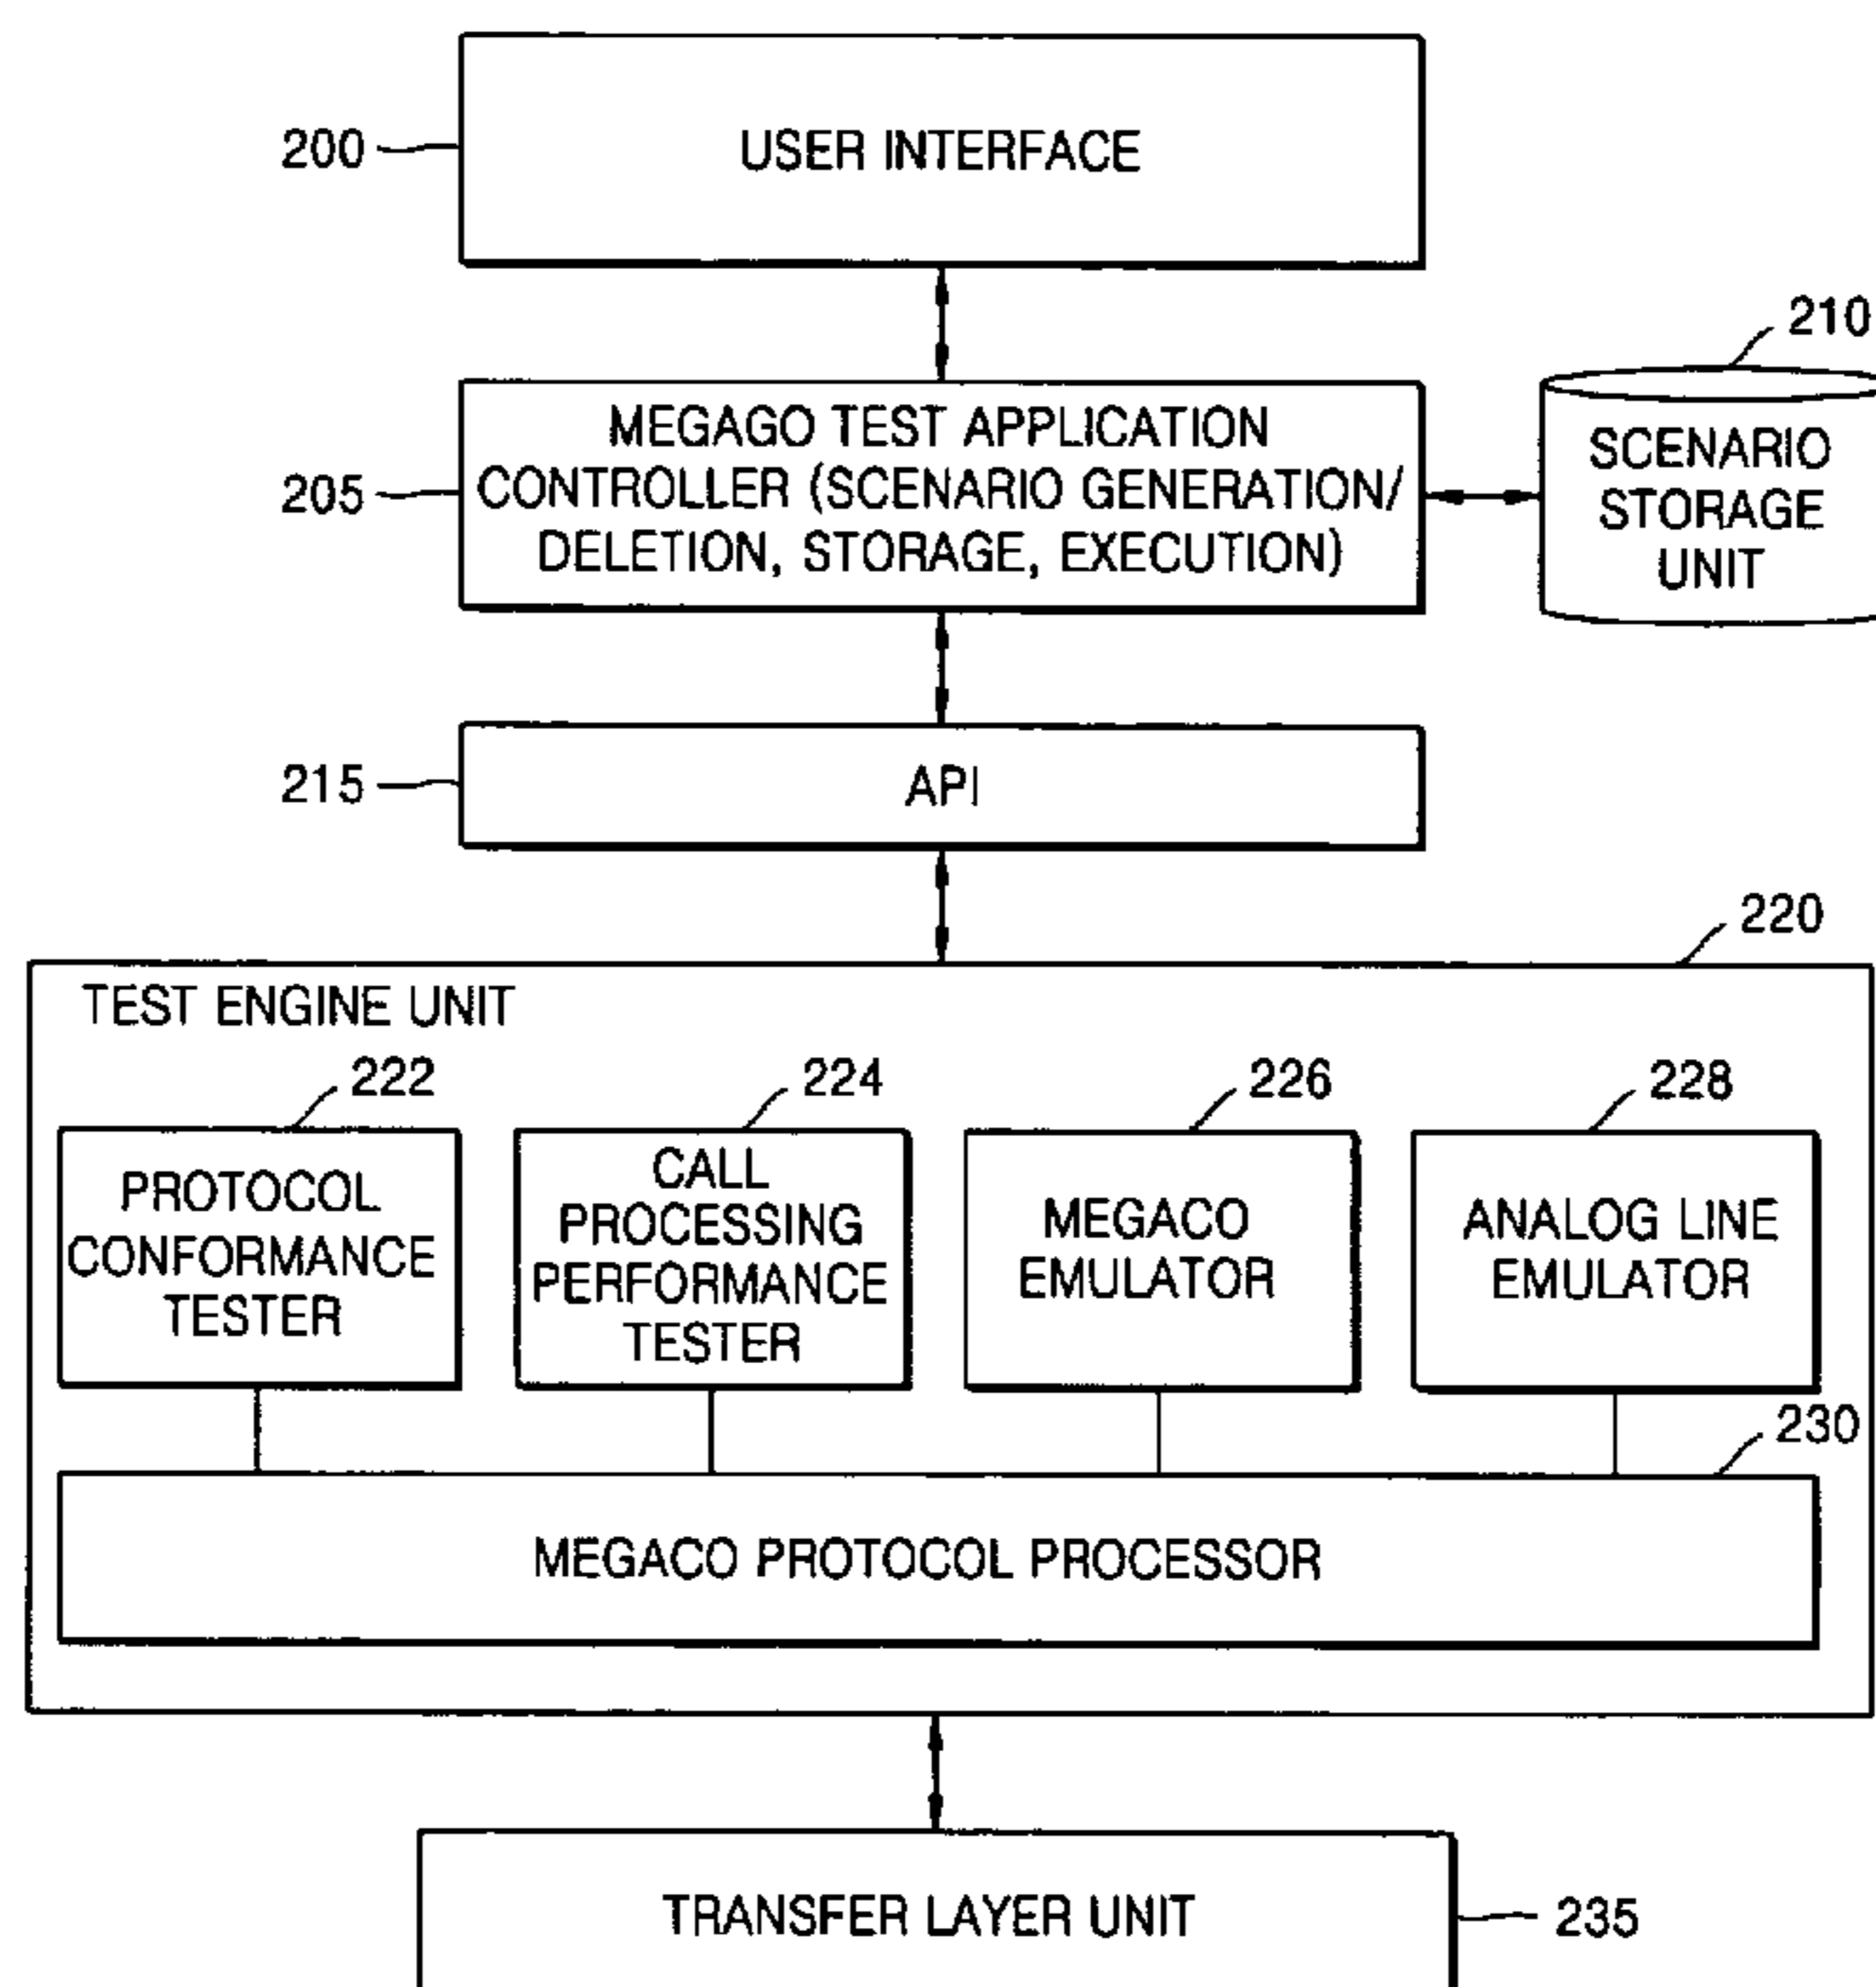 200
USER INTERFACE
210
205
MEGAGO TEST APPLICATION
CONTROLLER (SCENARIO GENERATION/
DELETION, STORAGE, EXECUTION)
SCENARIO
STORAGE
UNIT
215
API
220
TEST ENGINE UNIT
222
PROTOCOL
CONFORMANCE
TESTER
224
CALL
PROCESSING
PERFORMANCE
TESTER
226
MEGACO
EMULATOR
228
ANALOG LINE
EMULATOR
230
MEGACO PROTOCOL PROCESSOR
TRANSFER LAYER UNIT
235